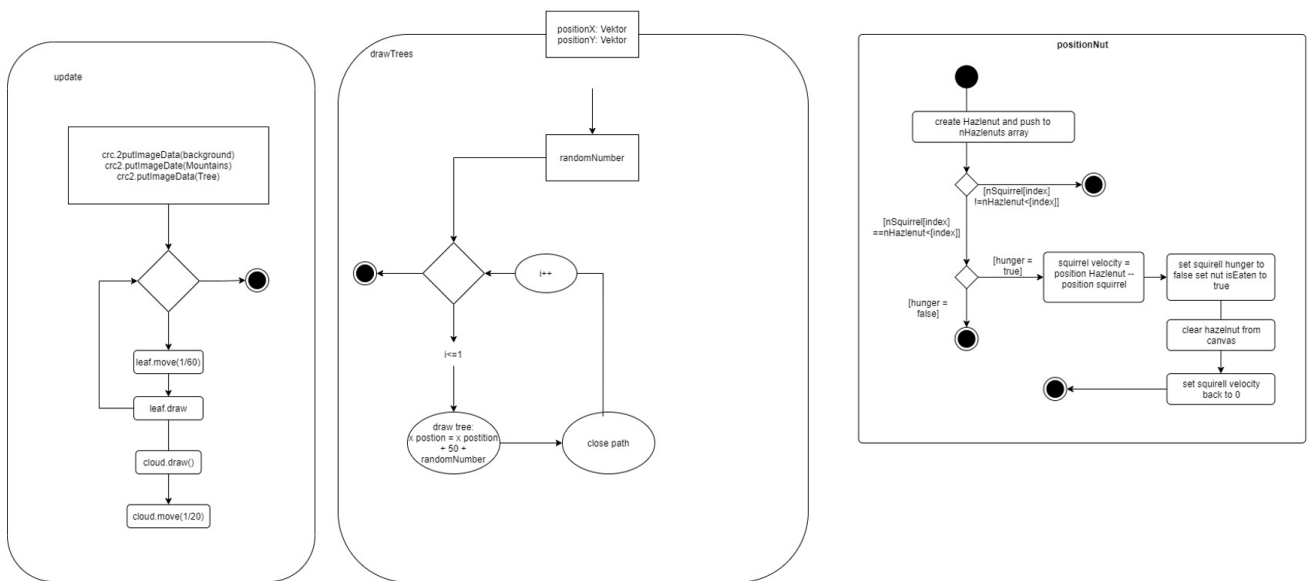 update
crc.2putImageData(background)
crc2.putImageDate(Mountains)
crc2.putImageData(Tree)
leaf.move(1/60)
leaf.draw
cloud.draw()
cloud.move(1/20)
positionX: Vektor
positionY: Vektor
drawTrees
randomNumber
i++
i<=1
draw tree:
x postion = x postition
+ 50 +
randomNumber
close path
positionNut
create Hazlenut and push to
nHazlenuts array
[nSquirrel[index]
!=nHazlenut<[index]]
[nSquirrel[index]
==nHazlenut<[index]]
[hunger =
true]
squirrel velocity =
position Hazlenut --
position squirrel
set squirell hunger to
false set nut isEaten to
true
[hunger =
false]
clear hazelnut from
canvas
set squirell velocity
back to 0